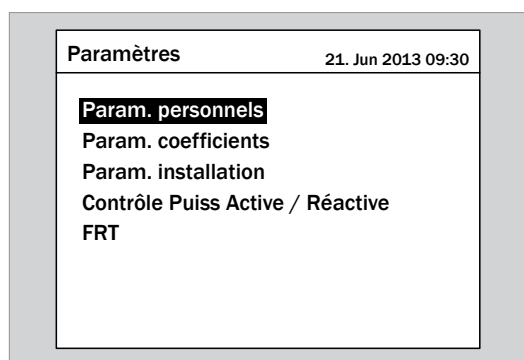 Paramètres
21. Jun 2013 09:30
Param. personnels
Param. coefficients
Param. installation
Contrôle Puiss Active / Réactive
FRT